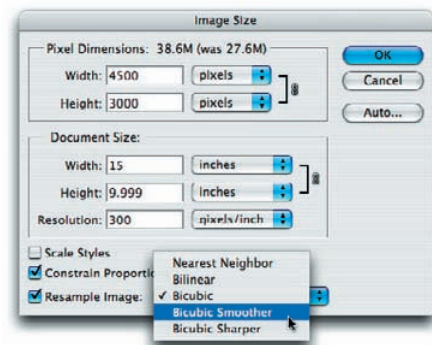 Image Size
Pixel Dimensions: 38.6M (was 27.6M)
Width: 4500 pixels
Height: 3000 pixels
OK
Cancel
Auto...
Document Size:
Width: 15 inches
Height: 9.999 inches
Resolution: 300 pixels/inch
Scale Styles
Constrain Proportio
Resample Image:
Nearest Neighbor
Bilinear
✓ Bicubic
Bicubic Smoother
Bicubic Sharper